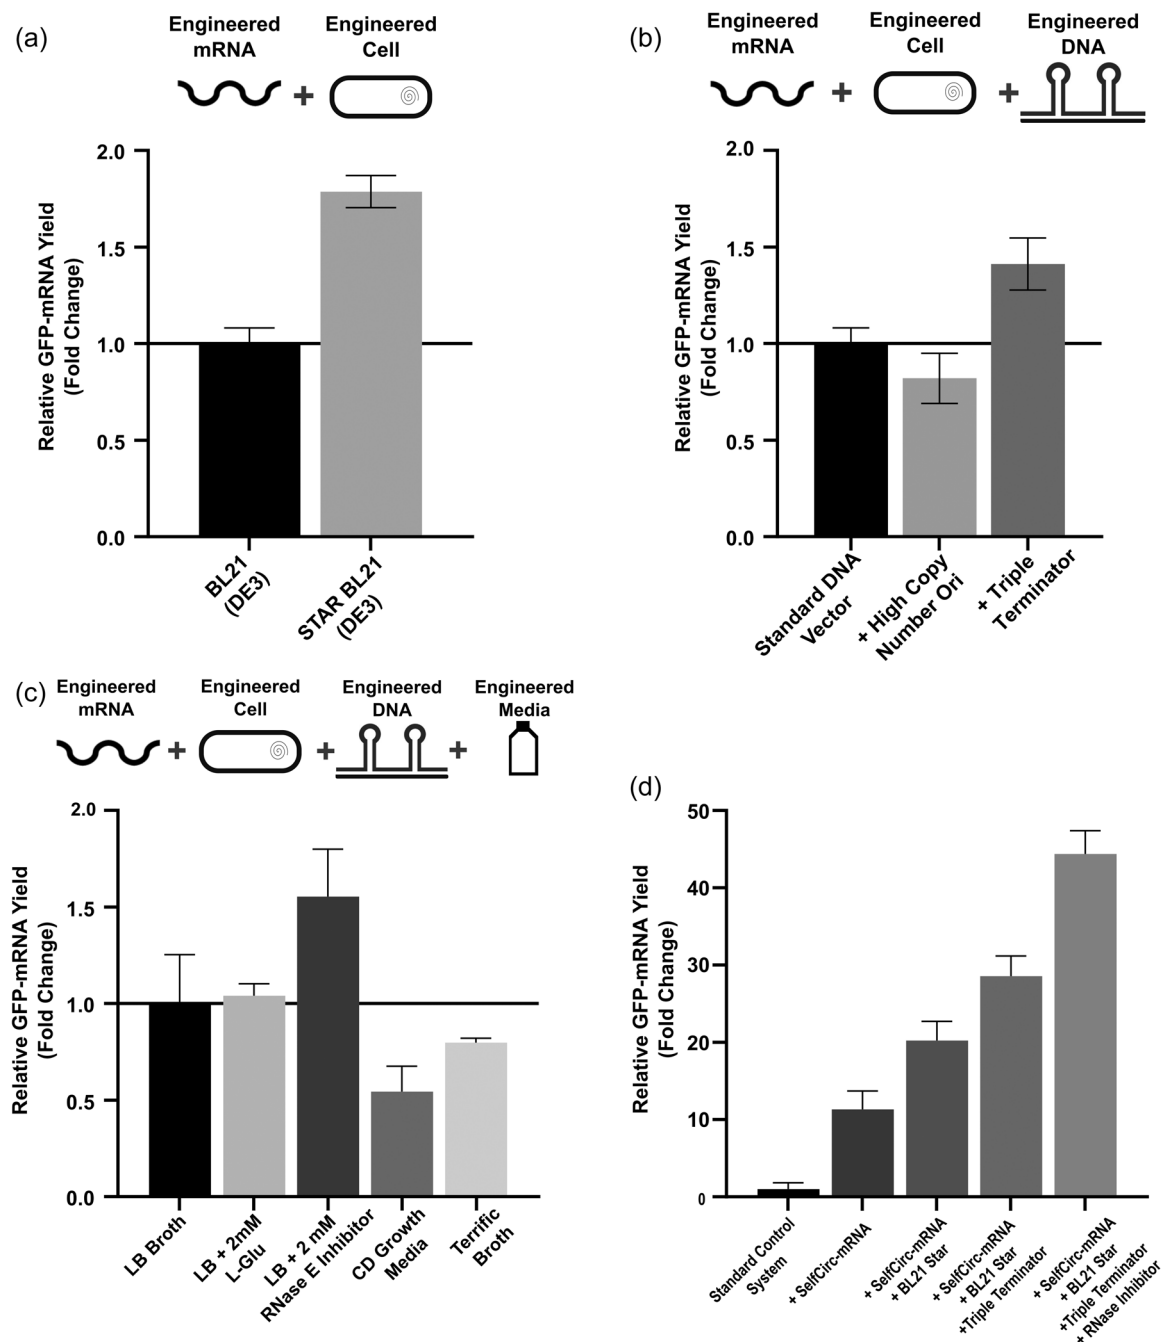 (a)
Engineered
mRNA
+
Engineered
Cell
2.0
1.5
1.0
0.5
0.0
Relative GFP-mRNA Yield
(Fold Change)
BL21
(DE3)
STAR BL21
(DE3)
(b)
Engineered
mRNA
+
Engineered
Cell
+
Engineered
DNA
2.0
1.5
1.0
0.5
0.0
Relative GFP-mRNA Yield
(Fold Change)
Standard DNA
Vector
+ High Copy
Number Ori
+ Triple
Terminator
(c)
Engineered
mRNA
+
Engineered
Cell
+
Engineered
DNA
+
Engineered
Media
2.0
1.5
1.0
0.5
0.0
Relative GFP-mRNA Yield
(Fold Change)
LB Broth
LB + 2mM
L-Glu
LB + 2 mM
RNase E Inhibitor
CD Growth
Media
Terrific
Broth
(d)
50
40
30
20
10
0
Relative GFP-mRNA Yield
(Fold Change)
Standard Control
System
+ SelfCirc-mRNA
+ SelfCirc-mRNA
+ BL21 Star
+ SelfCirc-mRNA
+ BL21 Star
+Triple Terminator
+ SelfCirc-mRNA
+ BL21 Star
+Triple Terminator
+ RNase Inhibitor